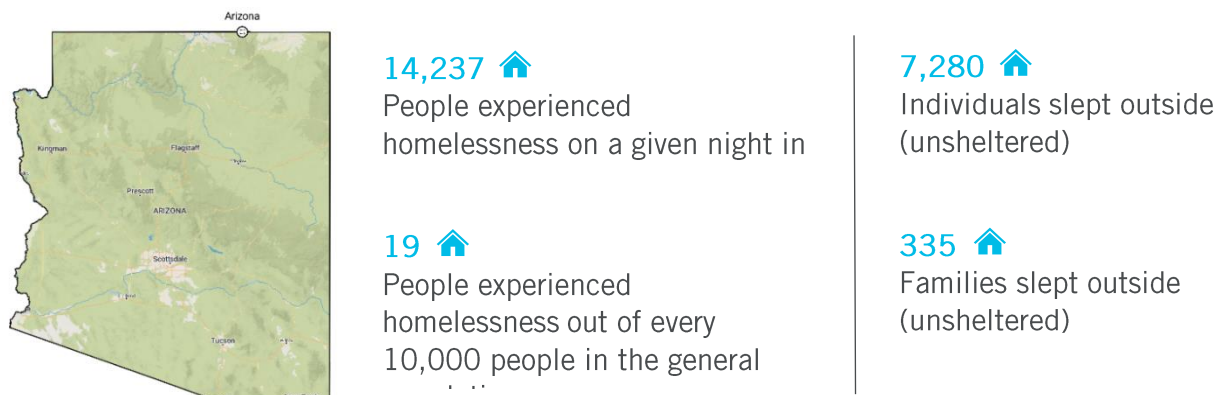 Arizona
Kingman
Flagstaff
Prescott
ARIZONA
Scottsdale
Tucson
14,237
People experienced
homelessness on a given night in
19
People experienced
homelessness out of every
10,000 people in the general
7,280
Individuals slept outside
(unsheltered)
335
Families slept outside
(unsheltered)